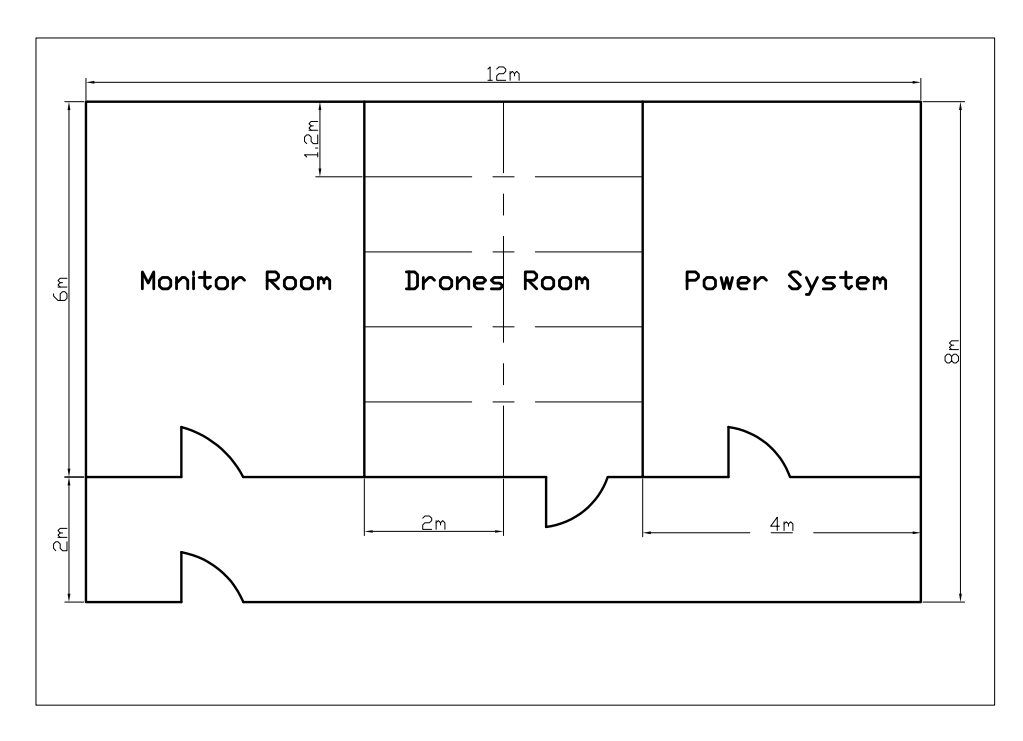 12m
1.2m
Monitor Room
Drones Room
Power System
6m
8m
2m
2m
4m